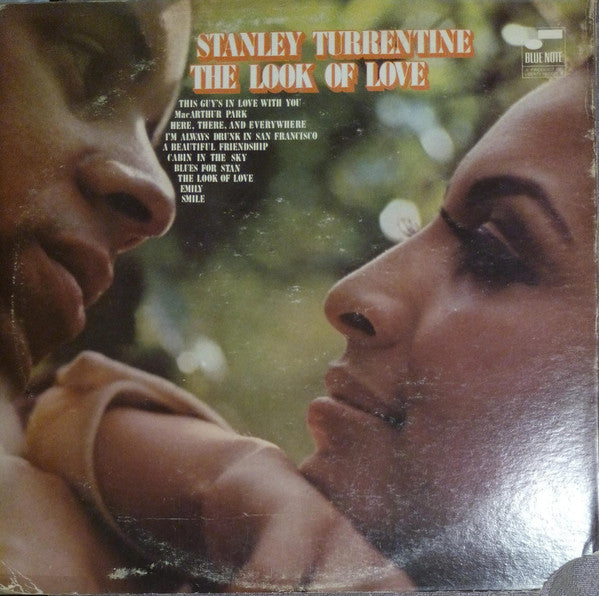 STANLEY TURRENTINE
THE LOOK OF LOVE
THIS GUY'S IN LOVE WITH YOU
MacARTHUR PARK
HERE, THERE, AND EVERYWHERE
I'M ALWAYS DRUNK IN SAN FRANCISCO
A BEAUTIFUL FRIENDSHIP
CABIN IN THE SKY
BLUES FOR STAN
THE LOOK OF LOVE
EMILY
SMILE
BLUE NOTE